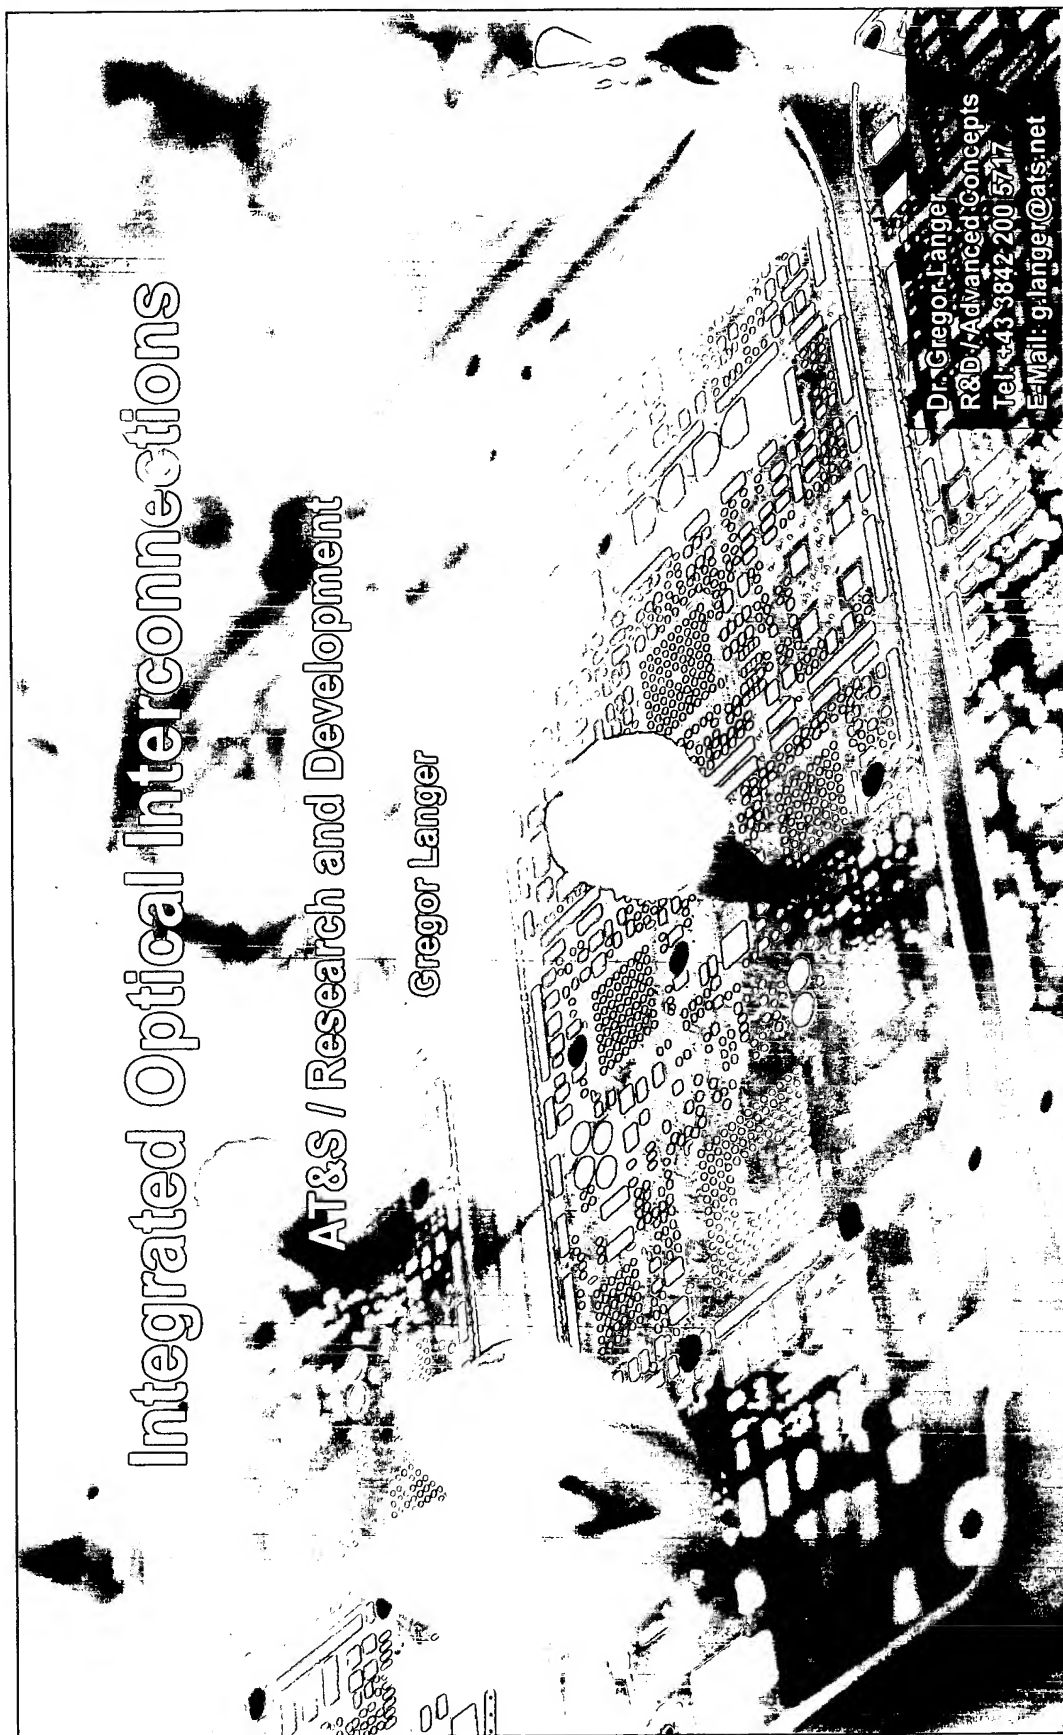 Integrated Optical Interconnections
AT&S / Research and Development
Gregor Langer
Dr. Gregor Langer
R&D / Advanced Concepts
Tel: +43 3842 200 5717
E-Mail: g.langer@ats.net